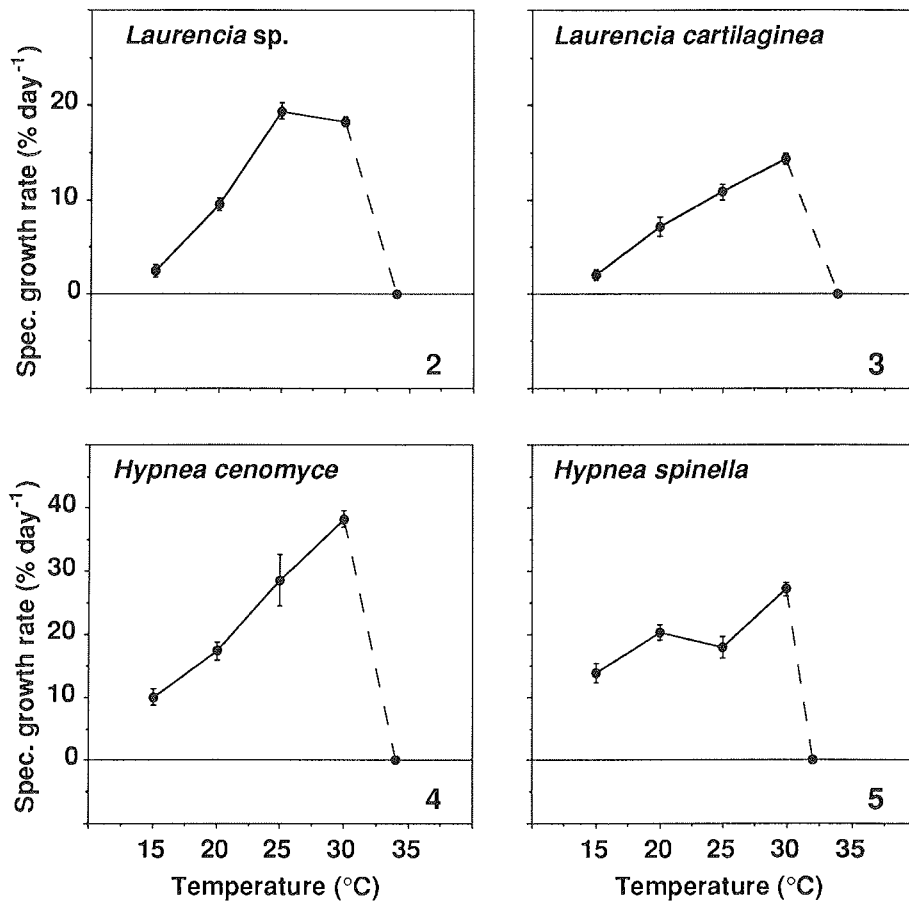 Laurencia sp.
Laurencia cartilaginea
Spec. growth rate (% day-1)
20
10
0
2
3
Hypnea cenomyce
Hypnea spinella
Spec. growth rate (% day-1)
40
30
20
10
0
4
5
15 20 25 30 35
15 20 25 30 35
Temperature (°C)
Temperature (°C)